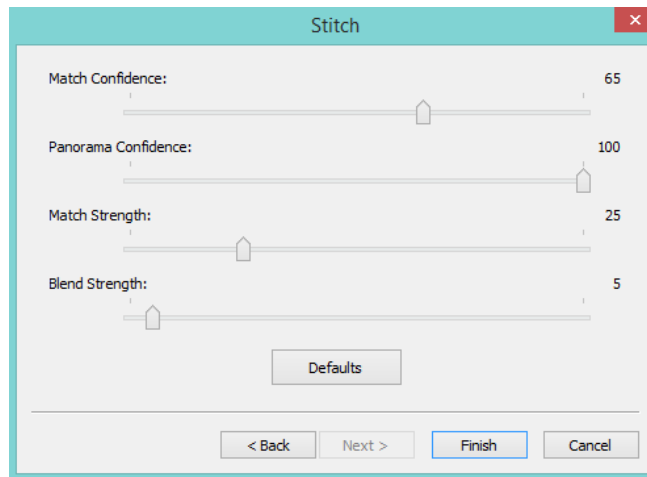 Stitch
Match Confidence: 65
Panorama Confidence: 100
Match Strength: 25
Blend Strength: 5
Defaults
< Back Next > Finish Cancel